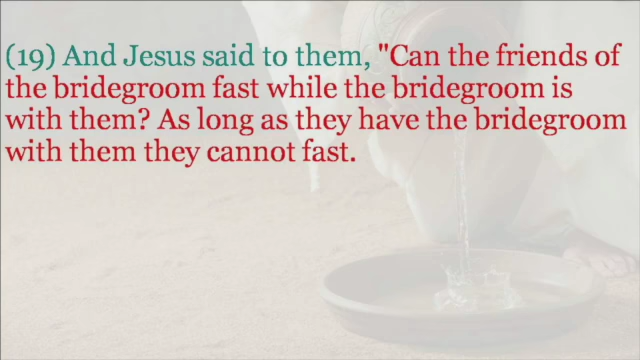 (19) And Jesus said to them, "Can the friends of
the bridegroom fast while the bridegroom is
with them? As long as they have the bridegroom
with them they cannot fast.